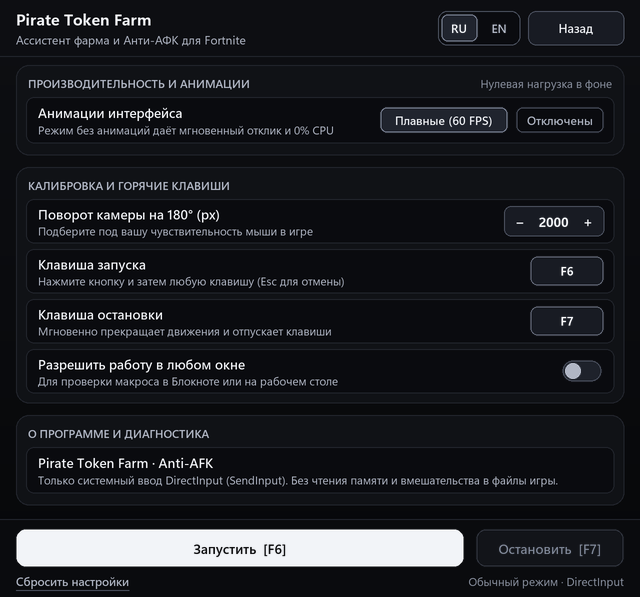 Pirate Token Farm
Ассистент фарма и Анти-АФК для Fortnite
RU EN Назад
ПРОИЗВОДИТЕЛЬНОСТЬ И АНИМАЦИИ Нулевая нагрузка в фоне
Анимации интерфейса
Режим без анимаций даёт мгновенный отклик и 0% CPU
Плавные (60 FPS) Отключены
КАЛИБРОВКА И ГОРЯЧИЕ КЛАВИШИ
Поворот камеры на 180° (px)
Подберите под вашу чувствительность мыши в игре
– 2000 +
Клавиша запуска
Нажмите кнопку и затем любую клавишу (Esc для отмены)
F6
Клавиша остановки
Мгновенно прекращает движения и отпускает клавиши
F7
Разрешить работу в любом окне
Для проверки макроса в Блокноте или на рабочем столе
О ПРОГРАММЕ И ДИАГНОСТИКА
Pirate Token Farm · Anti-AFK
Только системный ввод DirectInput (SendInput). Без чтения памяти и вмешательства в файлы игры.
Запустить [F6] Остановить [F7]
Сбросить настройки Обычный режим · DirectInput